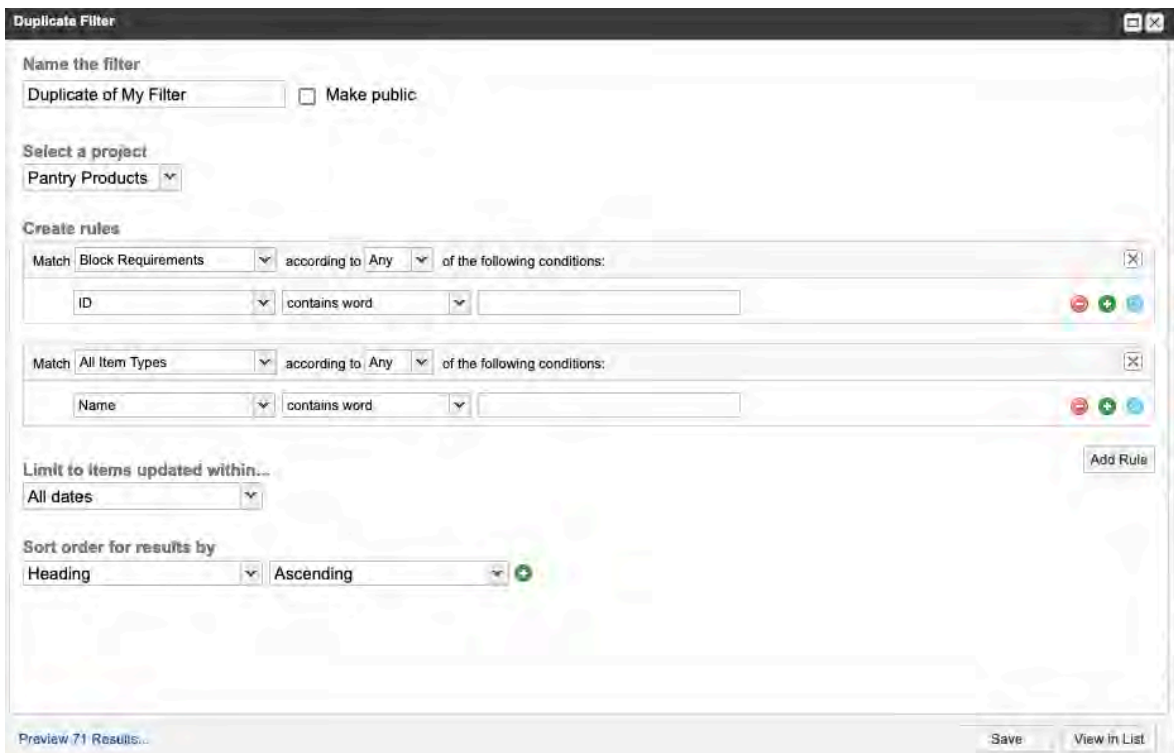 Duplicate Filter
Name the filter
Duplicate of My Filter Make public
Select a project
Pantry Products
Create rules
Match Block Requirements according to Any of the following conditions:
ID contains word
Match All Item Types according to Any of the following conditions:
Name contains word
Add Rule
Limit to items updated within...
All dates
Sort order for results by
Heading Ascending
Preview 71 Results... Save View in List